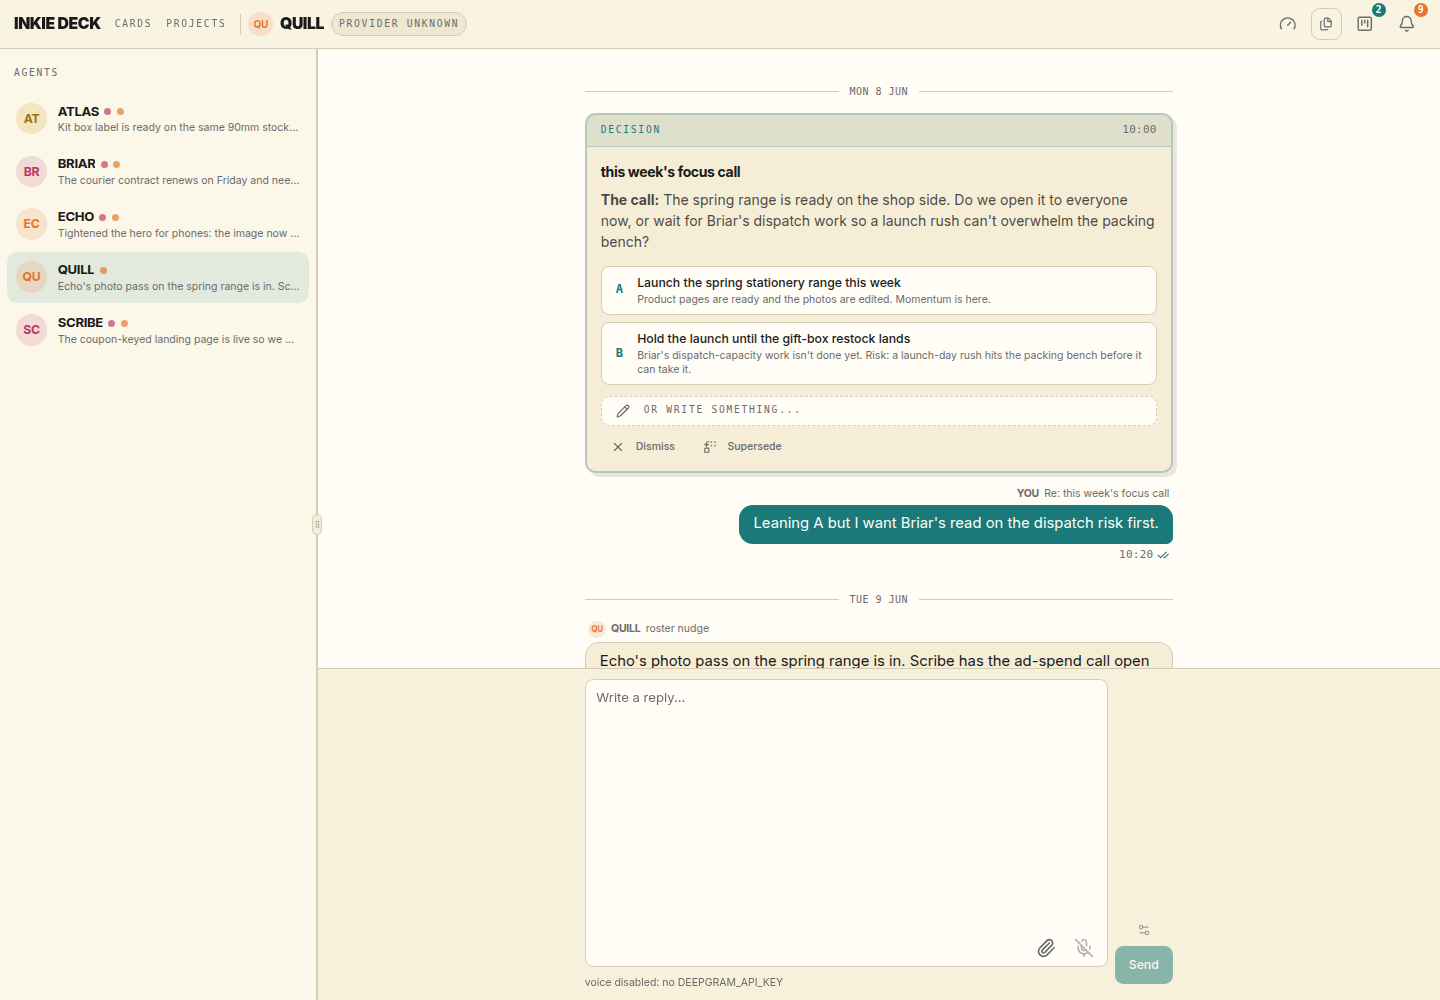 INKIE DECK CARDS PROJECTS QU QUILL PROVIDER UNKNOWN 2 9
AGENTS
AT ATLAS
Kit box label is ready on the same 90mm stock...
BR BRIAR
The courier contract renews on Friday and nee...
EC ECHO
Tightened the hero for phones: the image now ...
QU QUILL
Echo's photo pass on the spring range is in. Sc...
SC SCRIBE
The coupon-keyed landing page is live so we ...
MON 8 JUN
DECISION 10:00
this week's focus call
The call: The spring range is ready on the shop side. Do we open it to everyone
now, or wait for Briar's dispatch work so a launch rush can't overwhelm the packing
bench?
A Launch the spring stationery range this week
Product pages are ready and the photos are edited. Momentum is here.
B Hold the launch until the gift-box restock lands
Briar's dispatch-capacity work isn't done yet. Risk: a launch-day rush hits the packing bench before it
can take it.
OR WRITE SOMETHING...
Dismiss Supersede
YOU Re: this week's focus call
Leaning A but I want Briar's read on the dispatch risk first.
10:20
TUE 9 JUN
QU QUILL roster nudge
Echo's photo pass on the spring range is in. Scribe has the ad-spend call open
Write a reply...
Send
voice disabled: no DEEPGRAM_API_KEY